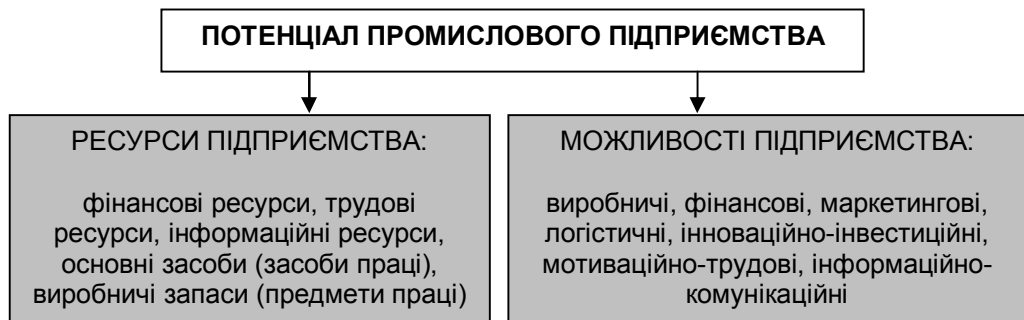 ПОТЕНЦІАЛ ПРОМИСЛОВОГО ПІДПРИЄМСТВА
РЕСУРСИ ПІДПРИЄМСТВА:
фінансові ресурси, трудові
ресурси, інформаційні ресурси,
основні засоби (засоби праці),
виробничі запаси (предмети праці)
МОЖЛИВОСТІ ПІДПРИЄМСТВА:
виробничі, фінансові, маркетингові,
логістичні, інноваційно-інвестиційні,
мотиваційно-трудові, інформаційно-
комунікаційні